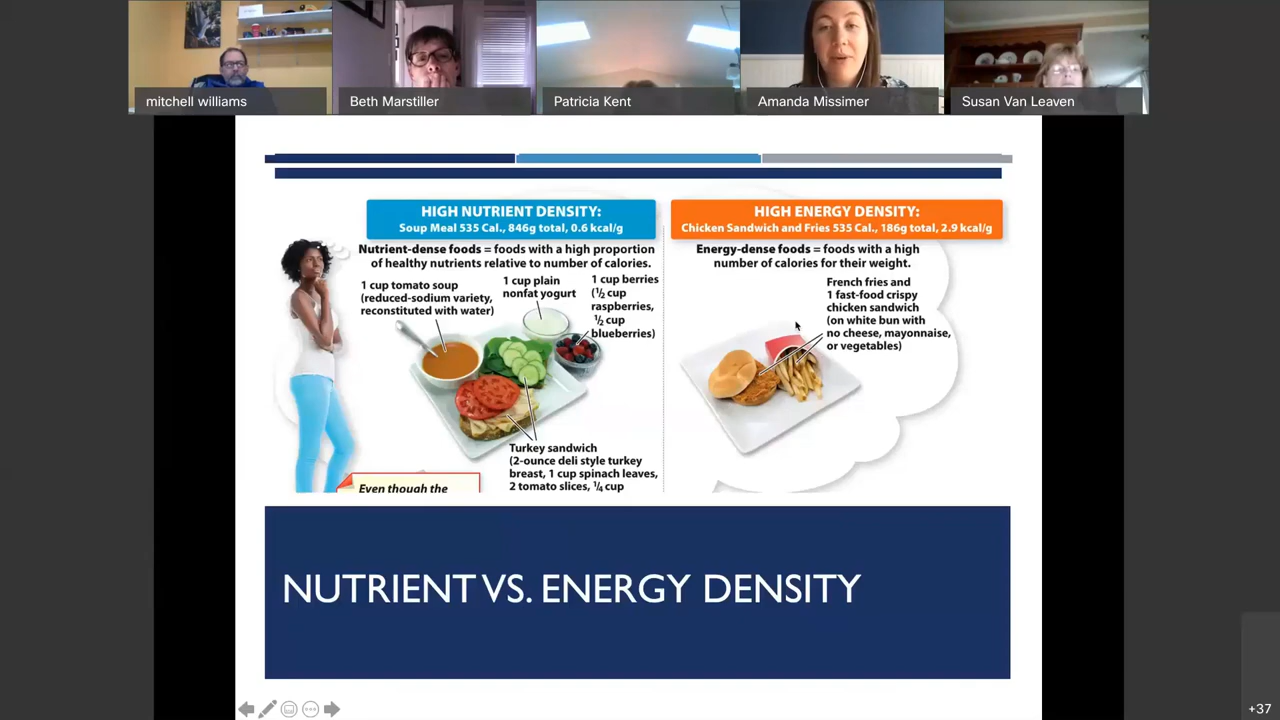 mitchell williams
Beth Marstiller
Patricia Kent
Amanda Missimer
Susan Van Leaven
HIGH NUTRIENT DENSITY:
Soup Meal 535 Cal., 846g total, 0.6 kcal/g
Nutrient-dense foods = foods with a high proportion
of healthy nutrients relative to number of calories.
1 cup tomato soup
(reduced-sodium variety,
reconstituted with water)
1 cup plain
nonfat yogurt
1 cup berries
(½ cup
raspberries,
½ cup
blueberries)
Turkey sandwich
(2-ounce deli style turkey
breast, 1 cup spinach leaves,
2 tomato slices, ¼ cup
Even though the
HIGH ENERGY DENSITY:
Chicken Sandwich and Fries 535 Cal., 186g total, 2.9 kcal/g
Energy-dense foods = foods with a high
number of calories for their weight.
French fries and
1 fast-food crispy
chicken sandwich
(on white bun with
no cheese, mayonnaise,
or vegetables)
NUTRIENT VS. ENERGY DENSITY
+37